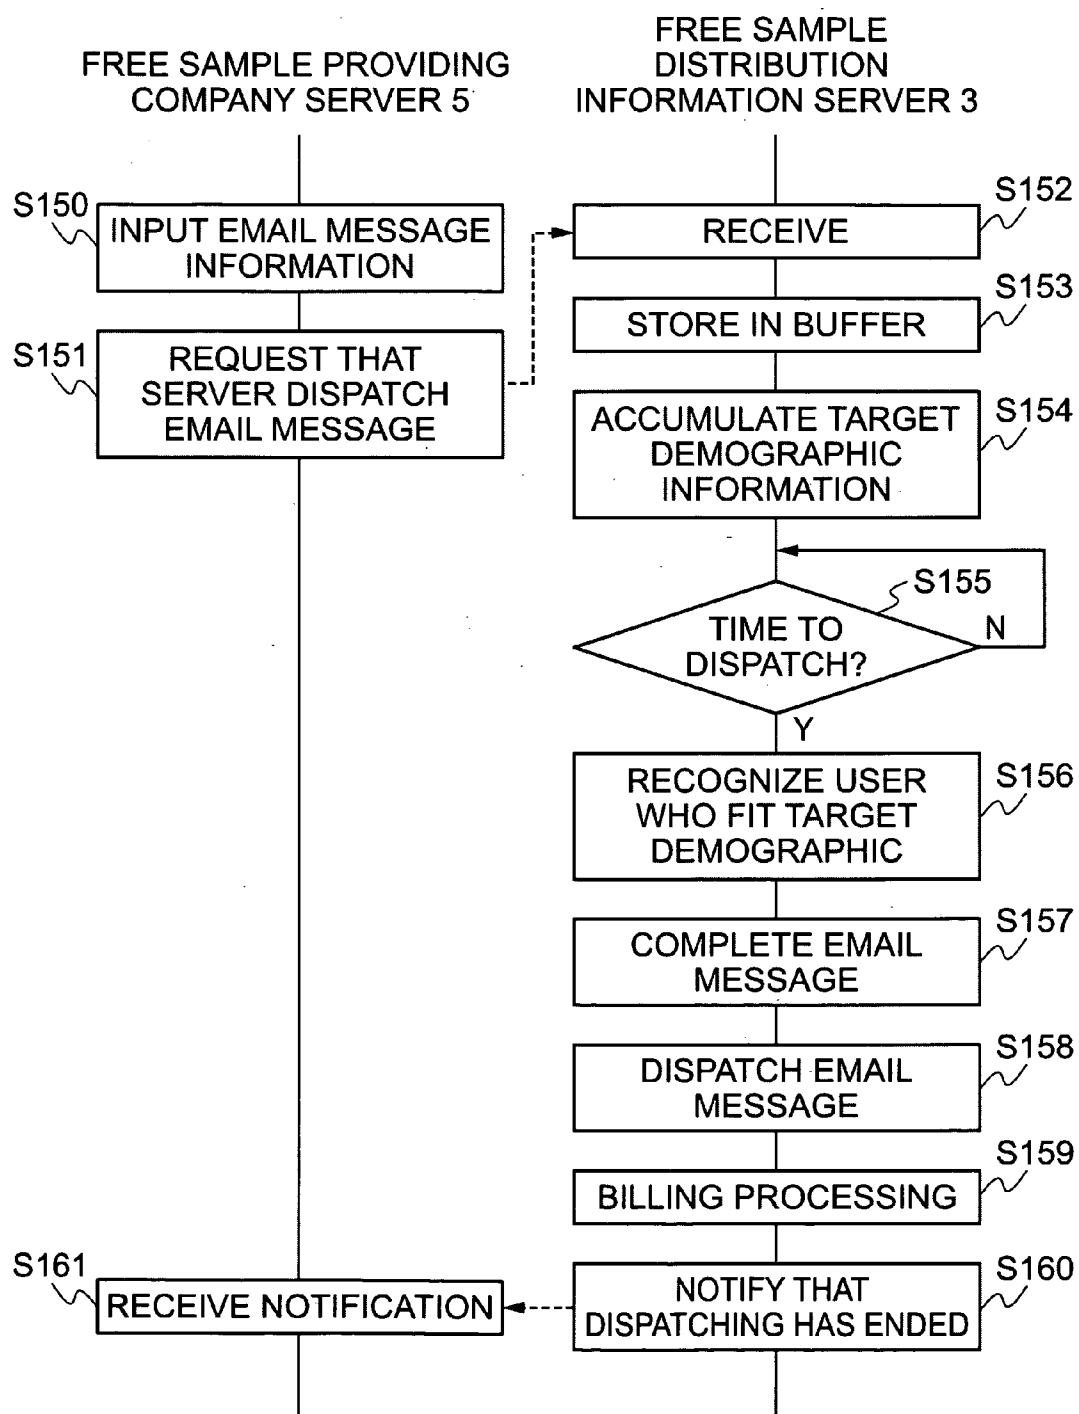 FREE SAMPLE PROVIDING
COMPANY SERVER 5
FREE SAMPLE
DISTRIBUTION
INFORMATION SERVER 3
S150
INPUT EMAIL MESSAGE
INFORMATION
S151
REQUEST THAT
SERVER DISPATCH
EMAIL MESSAGE
S152
RECEIVE
S153
STORE IN BUFFER
S154
ACCUMULATE TARGET
DEMOGRAPHIC
INFORMATION
S155
TIME TO
DISPATCH?
N
Y
S156
RECOGNIZE USER
WHO FIT TARGET
DEMOGRAPHIC
S157
COMPLETE EMAIL
MESSAGE
S158
DISPATCH EMAIL
MESSAGE
S159
BILLING PROCESSING
S160
NOTIFY THAT
DISPATCHING HAS ENDED
S161
RECEIVE NOTIFICATION